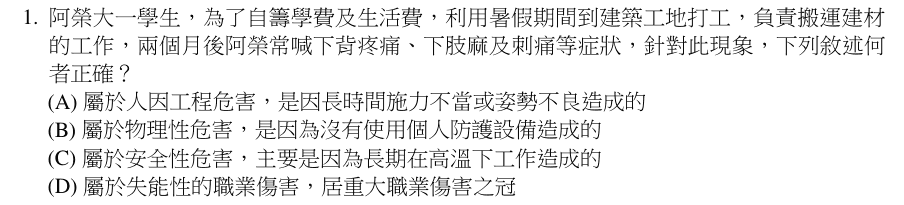 1. 阿榮大一學生，為了自籌學費及生活費，利用暑假期間到建築工地打工，負責搬運建材
的工作，兩個月後阿榮常喊下背疼痛、下肢麻及刺痛等症狀，針對此現象，下列敘述何
者正確？
(A) 屬於人因工程危害，是因長時間施力不當或姿勢不良造成的
(B) 屬於物理性危害，是因為沒有使用個人防護設備造成的
(C) 屬於安全性危害，主要是因為長期在高溫下工作造成的
(D) 屬於失能性的職業傷害，居重大職業傷害之冠